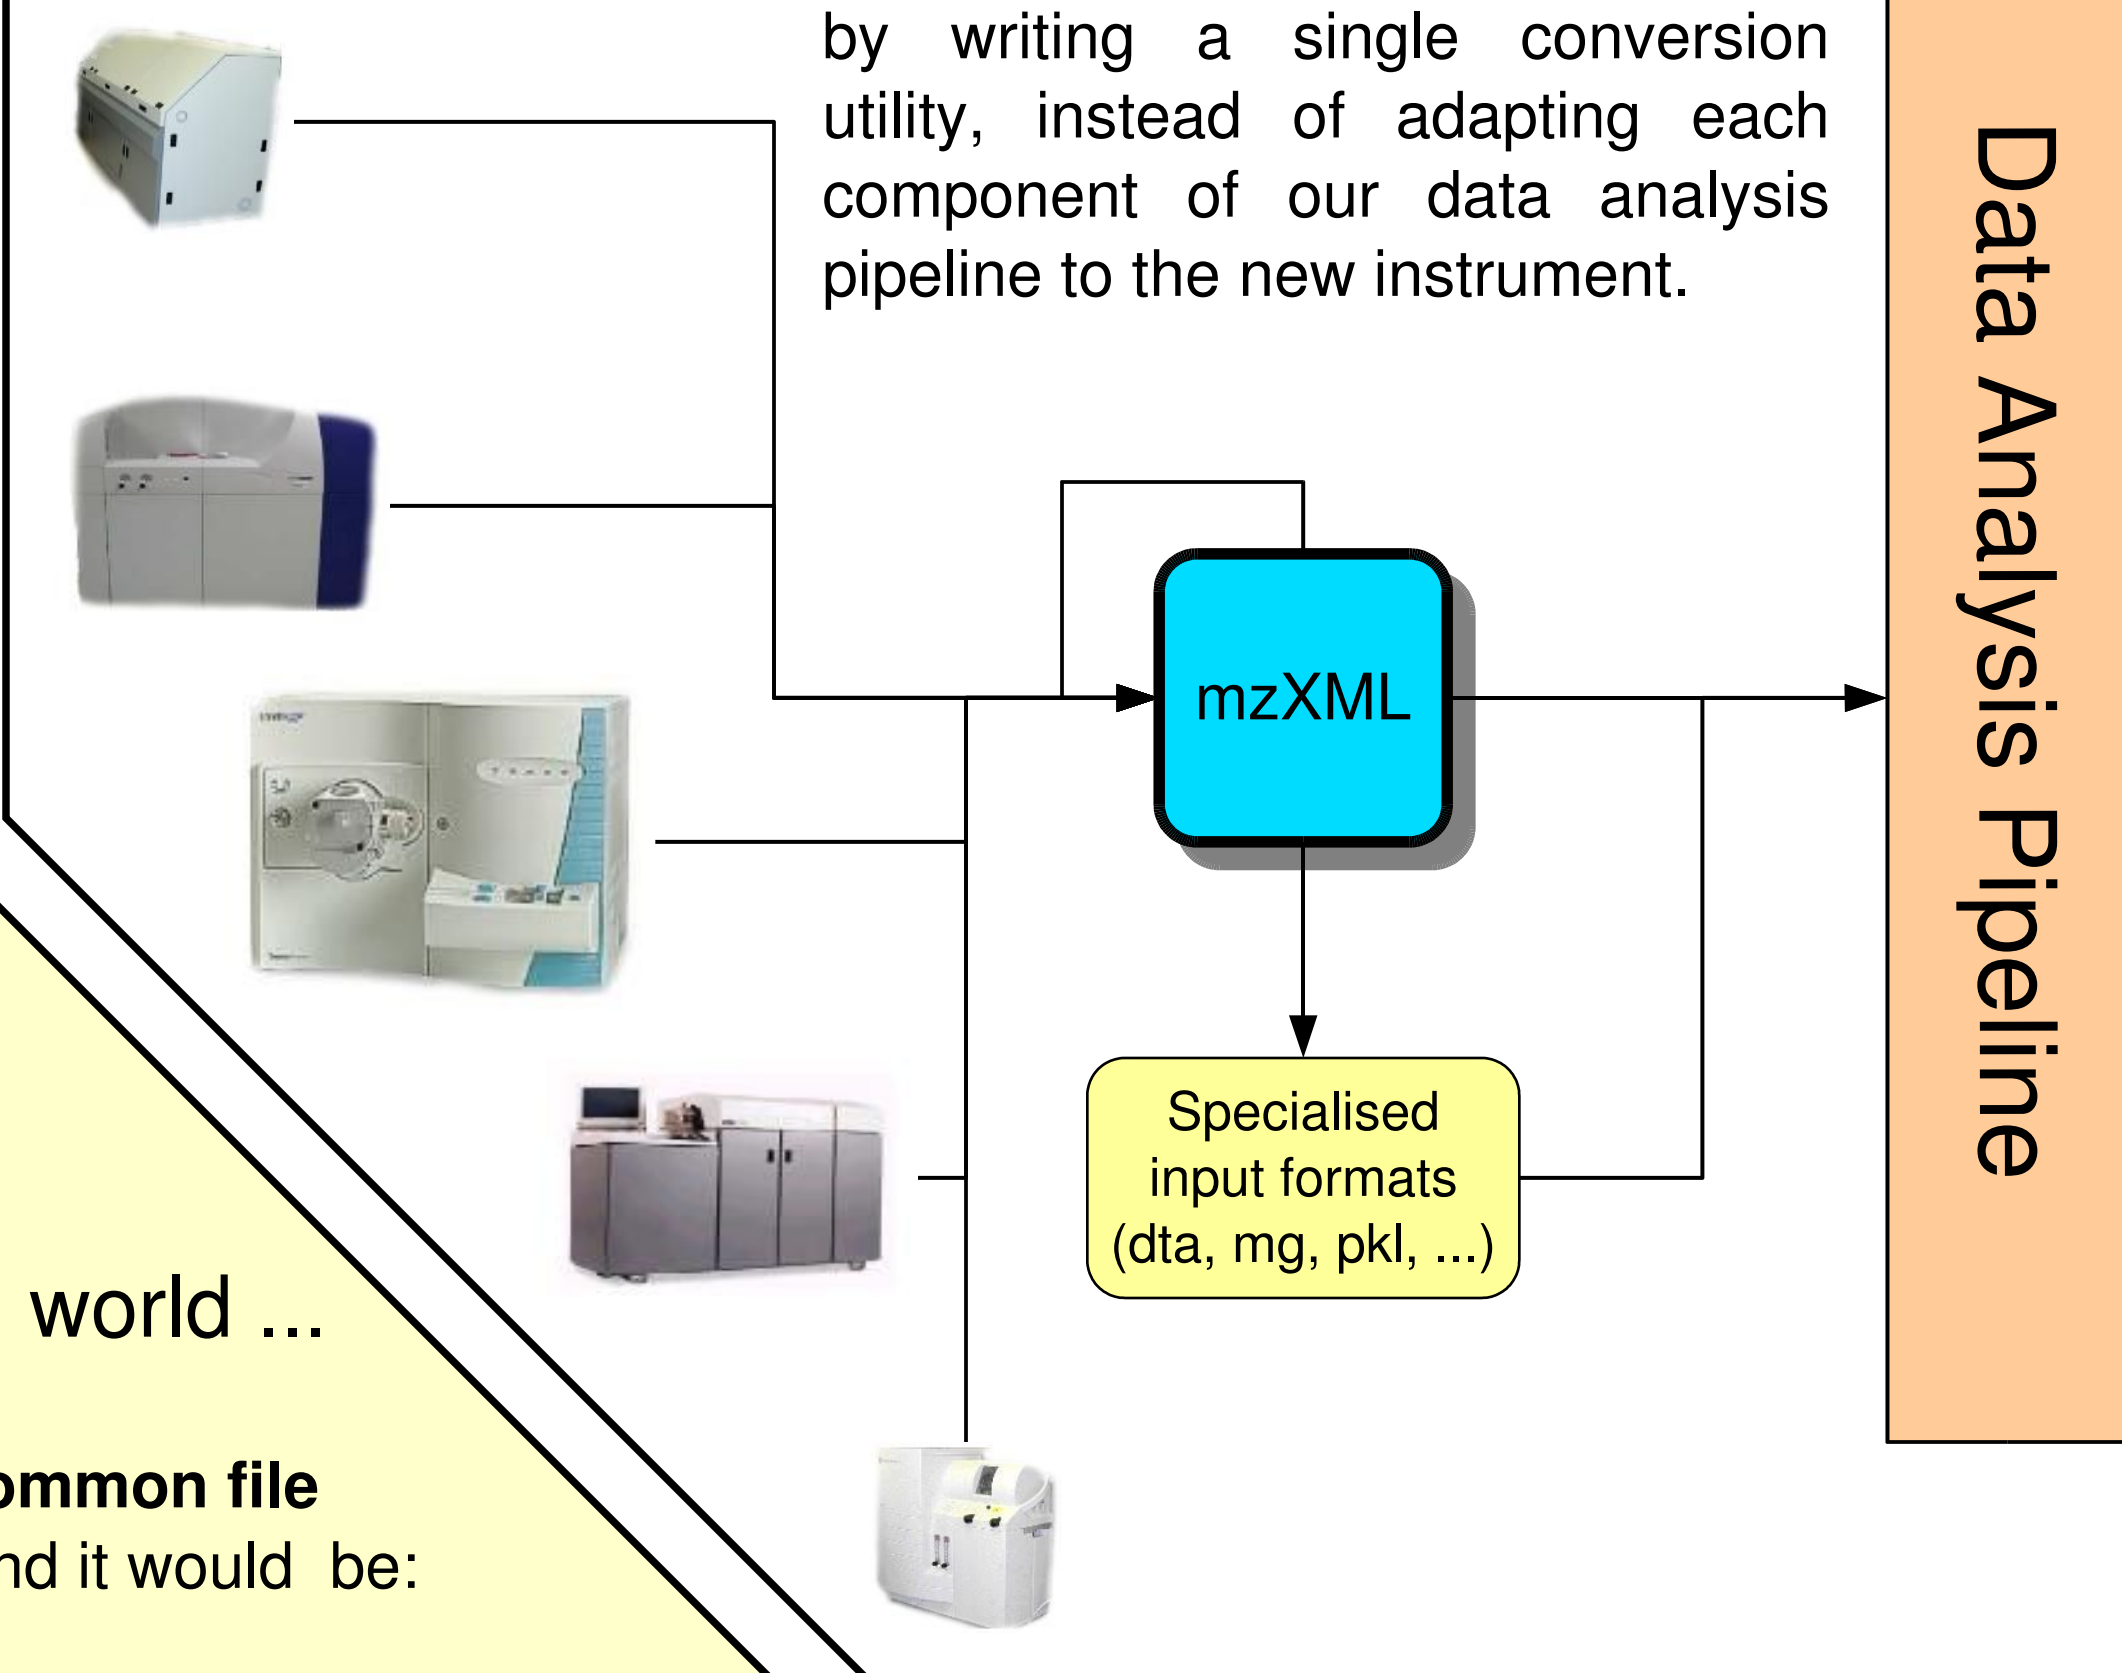 by writing a single conversion
utility, instead of adapting each
component of our data analysis
pipeline to the new instrument.
Data Analysis Pipeline
mzXML
Specialised
input formats
(dta, mg, pkl, ...)
world ...
ommon file
nd it would be: